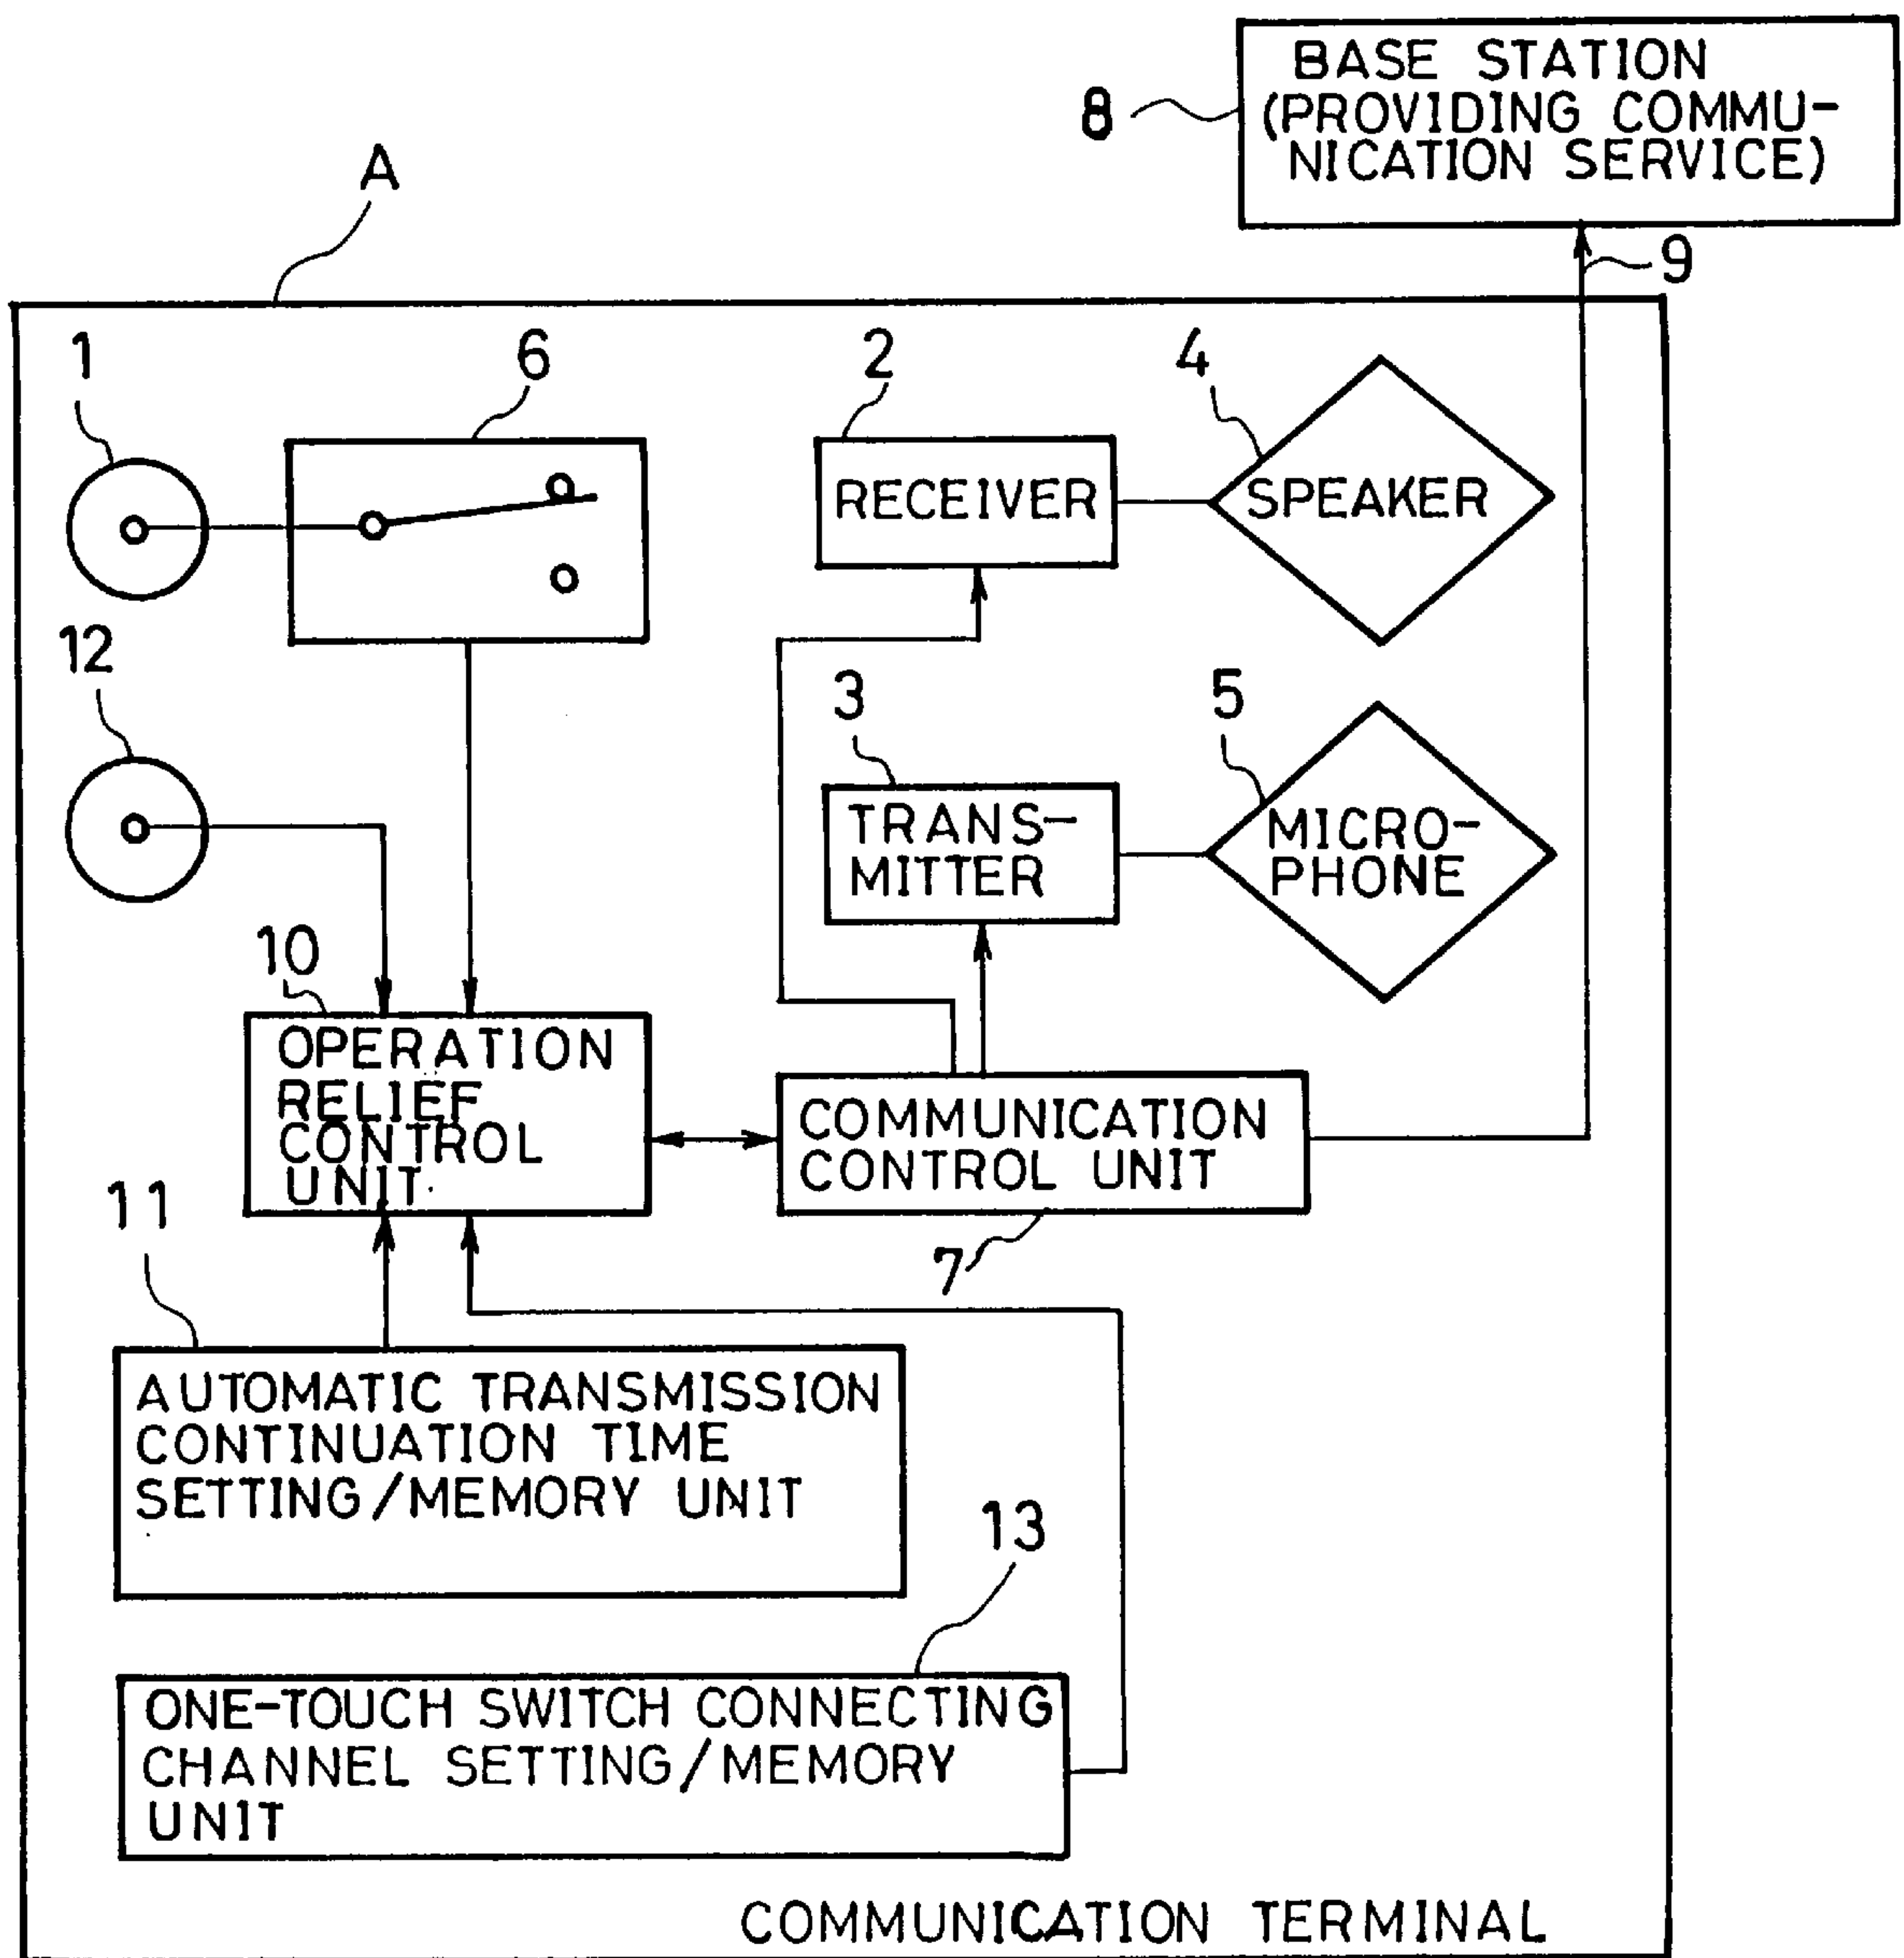 BASE STATION
(PROVIDING COMMU-
NICATION SERVICE)
8
A
9
1
6
2
4
RECEIVER
SPEAKER
12
3
5
TRANS-
MITTER
MICRO-
PHONE
10
OPERATION
RELIEF
CONTROL
UNIT
COMMUNICATION
CONTROL UNIT
11
7
AUTOMATIC TRANSMISSION
CONTINUATION TIME
SETTING/MEMORY UNIT
13
ONE-TOUCH SWITCH CONNECTING
CHANNEL SETTING/MEMORY
UNIT
COMMUNICATION TERMINAL